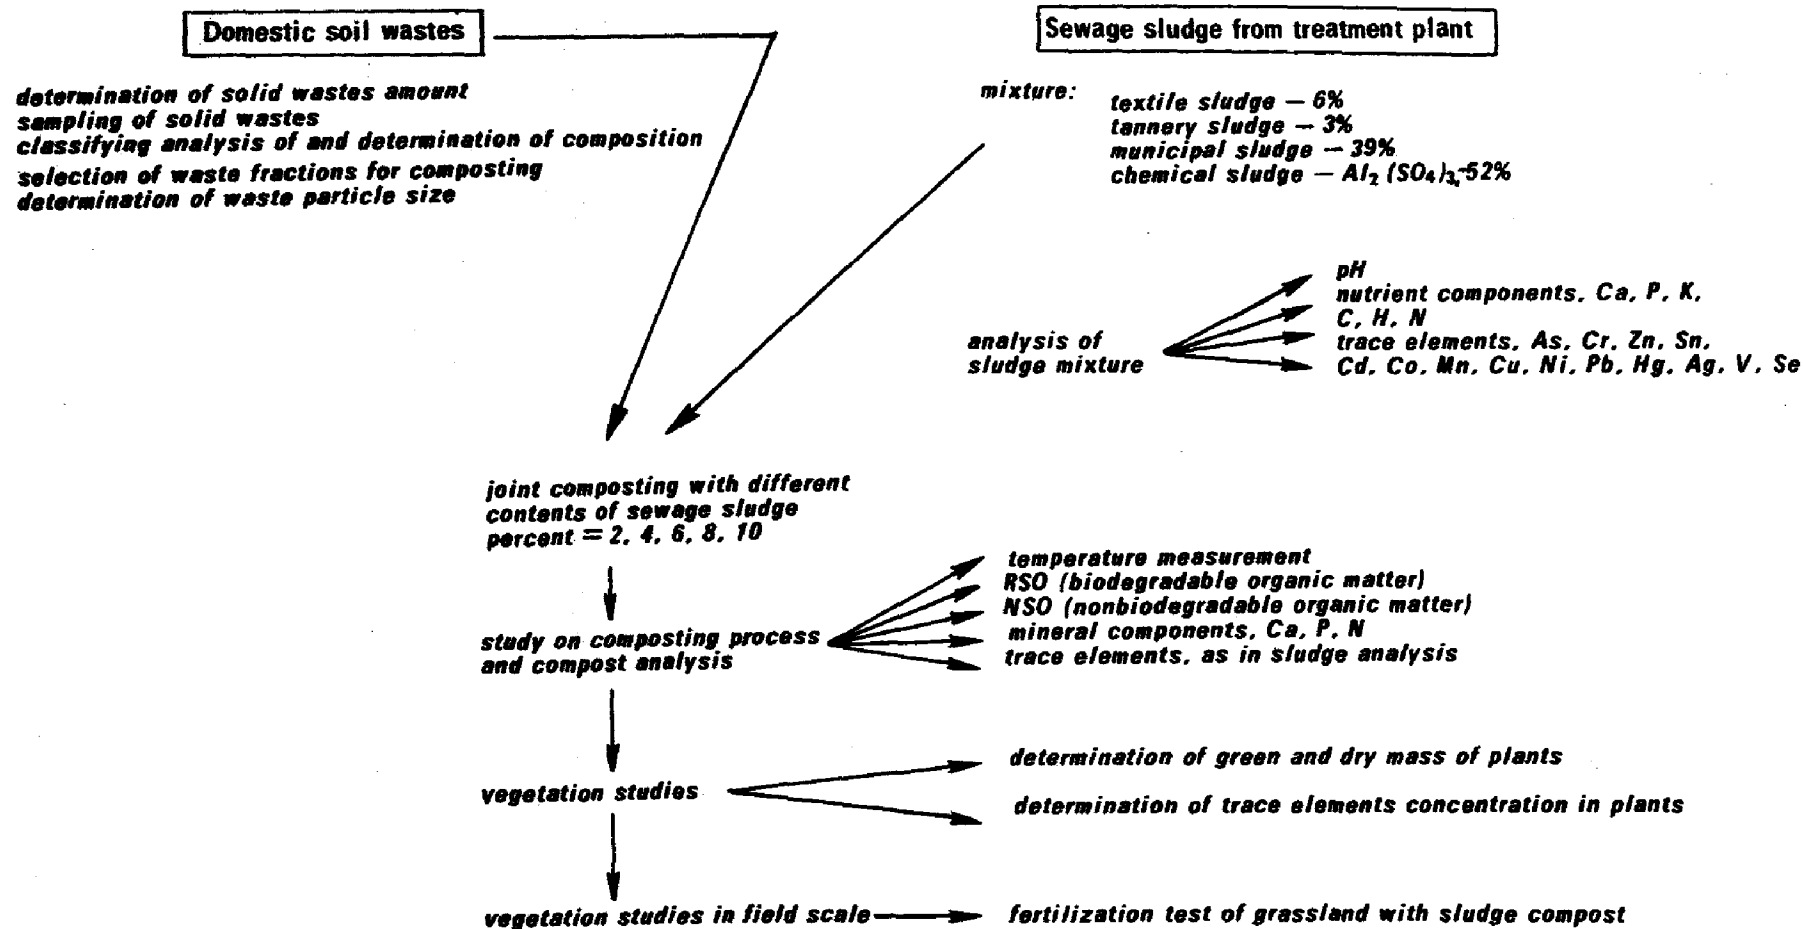 Domestic soil wastes
determination of solid wastes amount
sampling of solid wastes
classifying analysis of and determination of composition
selection of waste fractions for composting
determination of waste particle size
Sewage sludge from treatment plant
mixture:
textile sludge — 6%
tannery sludge — 3%
municipal sludge — 39%
chemical sludge — Al₂ (SO₄)₃,-52%
analysis of
sludge mixture
pH
nutrient components, Ca, P, K,
C, H, N
trace elements, As, Cr, Zn, Sn,
Cd, Co, Mn, Cu, Ni, Pb, Hg, Ag, V, Se
joint composting with different
contents of sewage sludge
percent = 2, 4, 6, 8, 10
study on composting process
and compost analysis
temperature measurement
RSO (biodegradable organic matter)
NSO (nonbiodegradable organic matter)
mineral components, Ca, P, N
trace elements, as in sludge analysis
vegetation studies
determination of green and dry mass of plants
determination of trace elements concentration in plants
vegetation studies in field scale
fertilization test of grassland with sludge compost